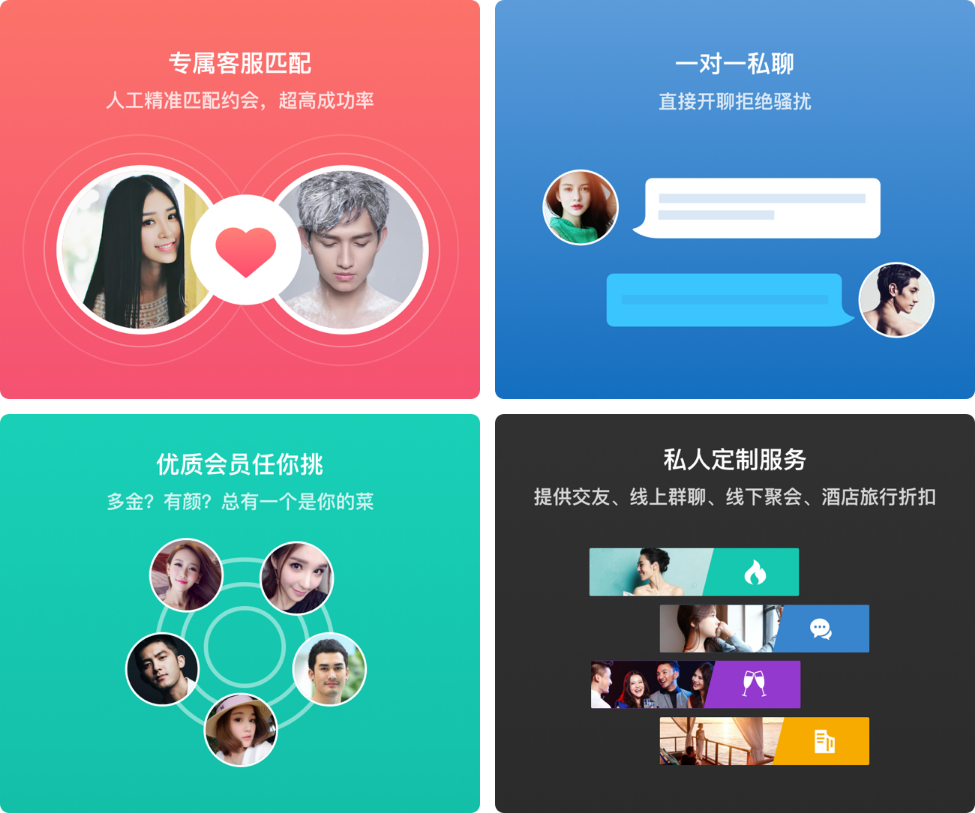 专属客服匹配
人工精准匹配约会，超高成功率
一对一私聊
直接开聊拒绝骚扰
优质会员任你挑
多金？有颜？总有一个是你的菜
私人定制服务
提供交友、线上群聊、线下聚会、酒店旅行折扣